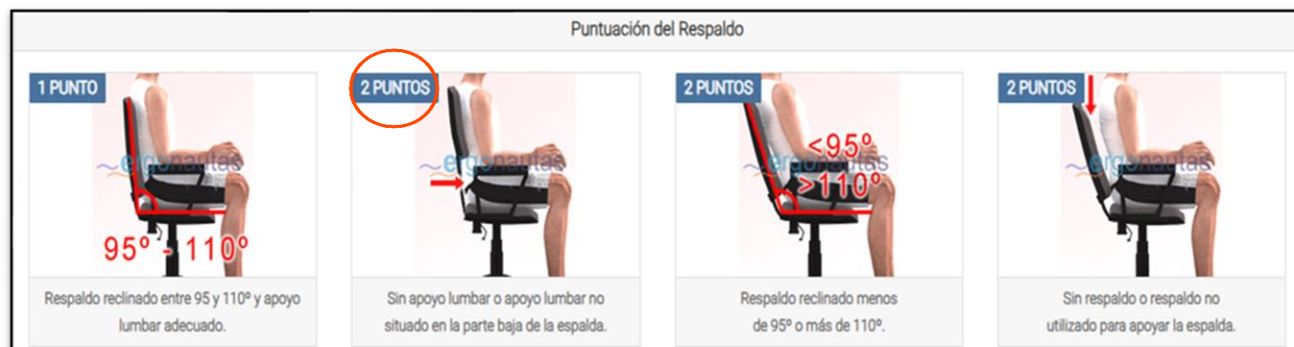 Puntuación del Respaldo
1 PUNTO
ergonautas
95º - 110º
Respaldo reclinado entre 95 y 110º y apoyo
lumbar adecuado.
2 PUNTOS
ergonautas
Sin apoyo lumbar o apoyo lumbar no
situado en la parte baja de la espalda.
2 PUNTOS
ergonautas
<95º
>110º
Respaldo reclinado menos
de 95º o más de 110º.
2 PUNTOS
ergonautas
Sin respaldo o respaldo no
utilizado para apoyar la espalda.